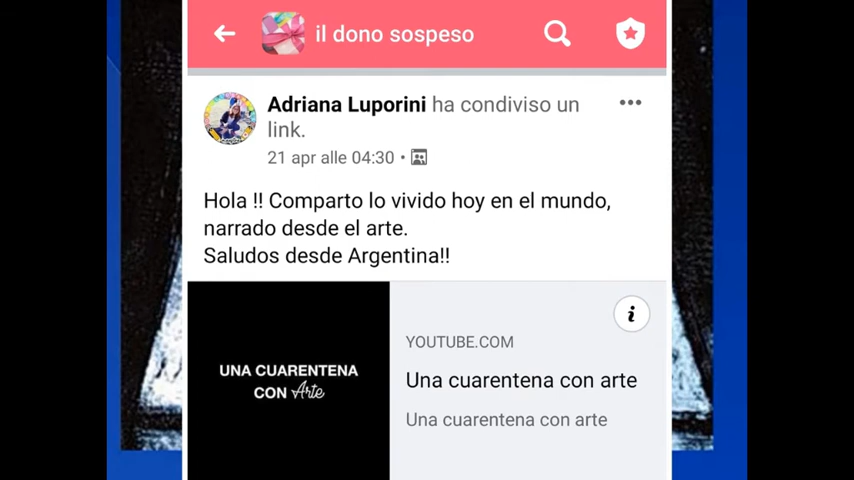 il dono sospeso
Adriana Luporini ha condiviso un
link.
21 apr alle 04:30 •
Hola !! Comparto lo vivido hoy en el mundo,
narrado desde el arte.
Saludos desde Argentina!!
UNA CUARENTENA
CON Arte
YOUTUBE.COM
Una cuarentena con arte
Una cuarentena con arte